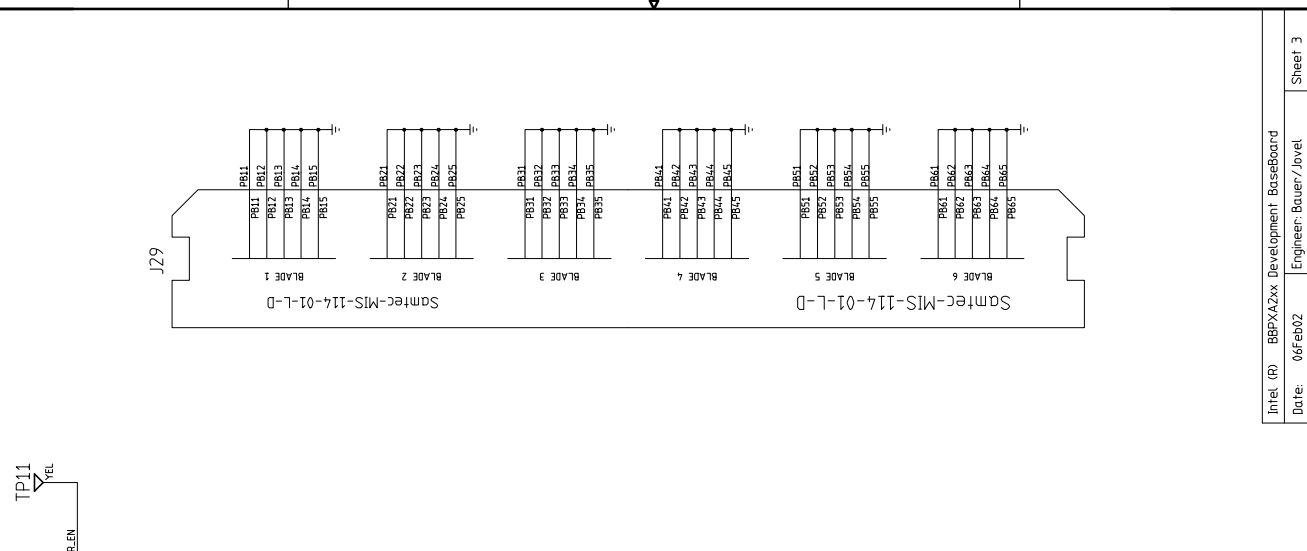 J29
PB11
PB12
PB13
PB14
PB15
PB11
PB12
PB13
PB14
PB15
BLADE 1
PB21
PB22
PB23
PB24
PB25
PB21
PB22
PB23
PB24
PB25
BLADE 2
PB31
PB32
PB33
PB34
PB35
PB31
PB32
PB33
PB34
PB35
BLADE 3
PB41
PB42
PB43
PB44
PB45
PB41
PB42
PB43
PB44
PB45
BLADE 4
PB51
PB52
PB53
PB54
PB55
PB51
PB52
PB53
PB54
PB55
BLADE 5
PB61
PB62
PB63
PB64
PB65
PB61
PB62
PB63
PB64
PB65
BLADE 6
Samtec-MIS-114-01-L-D
Samtec-MIS-114-01-L-D
TP11
YEL
R_EN
Intel (R) BBPXA2xx Development BaseBoard
Date: 06Feb02
Engineer: Bauer/Jovel
Sheet 3